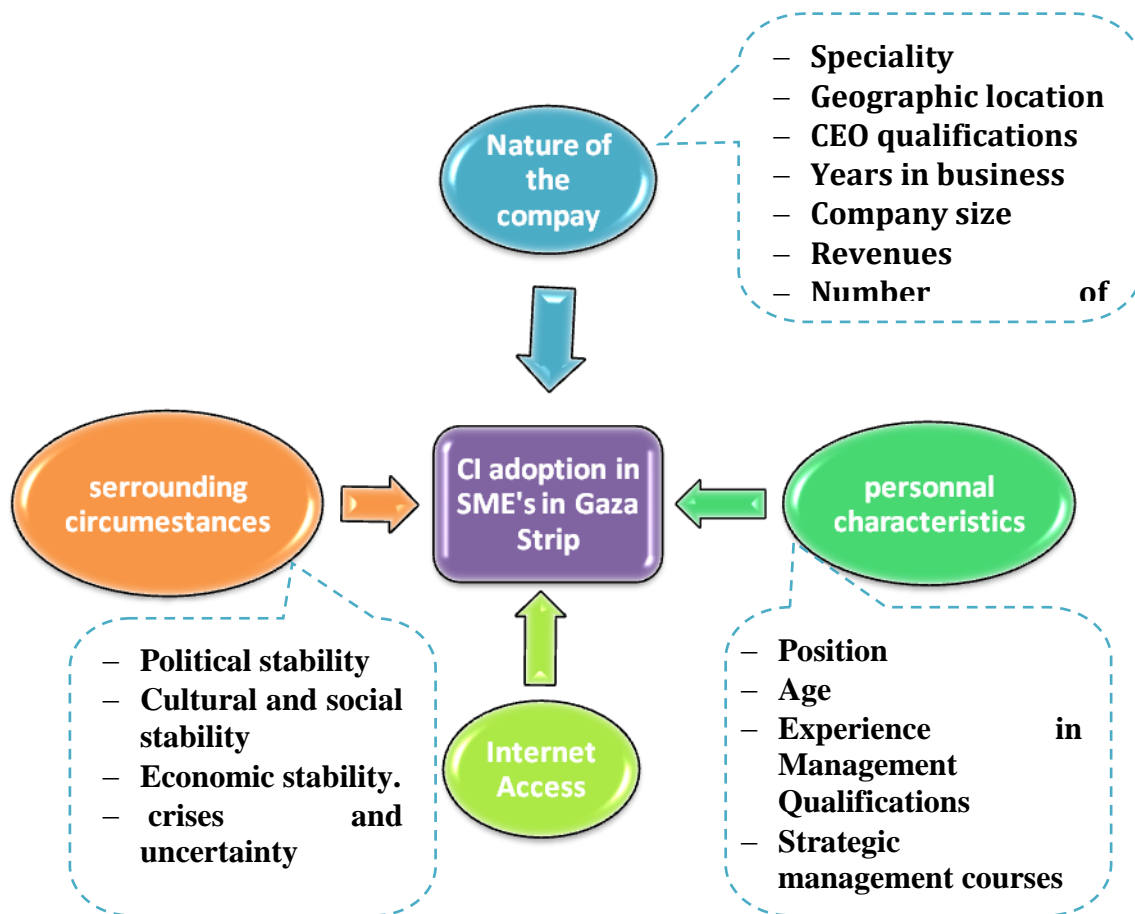 – Speciality
– Geographic location
– CEO qualifications
– Years in business
– Company size
– Revenues
– Number of
Nature of
the
compay
serrounding
circumestances
CI adoption in
SME's in Gaza
Strip
personnal
characteristics
– Political stability
– Cultural and social
stability
– Economic stability.
– crises and
uncertainty
Internet
Access
– Position
– Age
– Experience in
Management
Qualifications
– Strategic
management courses